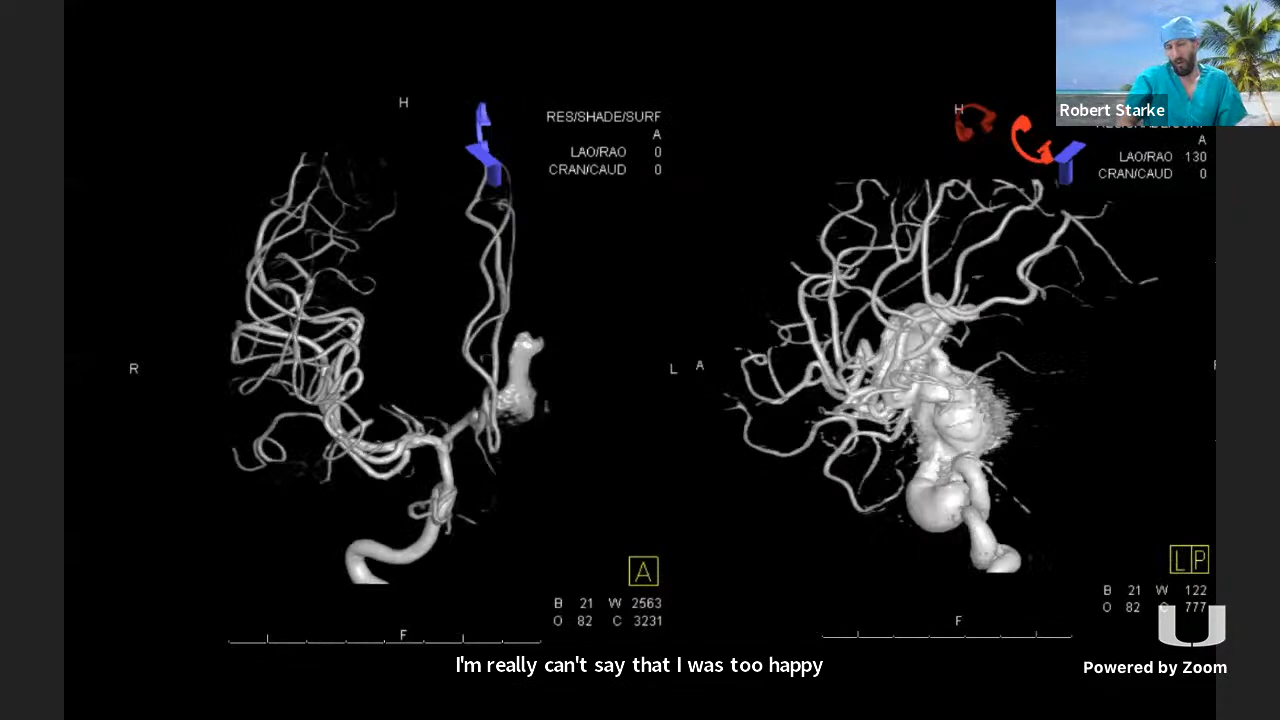 H
RES/SHADE/SURF
A
LAO/RAO 0
CRAN/CAUD 0
R
L
A
B 21 W 2563
O 82 C 3231
F
H
Robert Starke
A
LAO/RAO 130
CRAN/CAUD 0
A
LP
B 21 W 122
O 82 C 777
F
I'm really can't say that I was too happy
U
Powered by Zoom